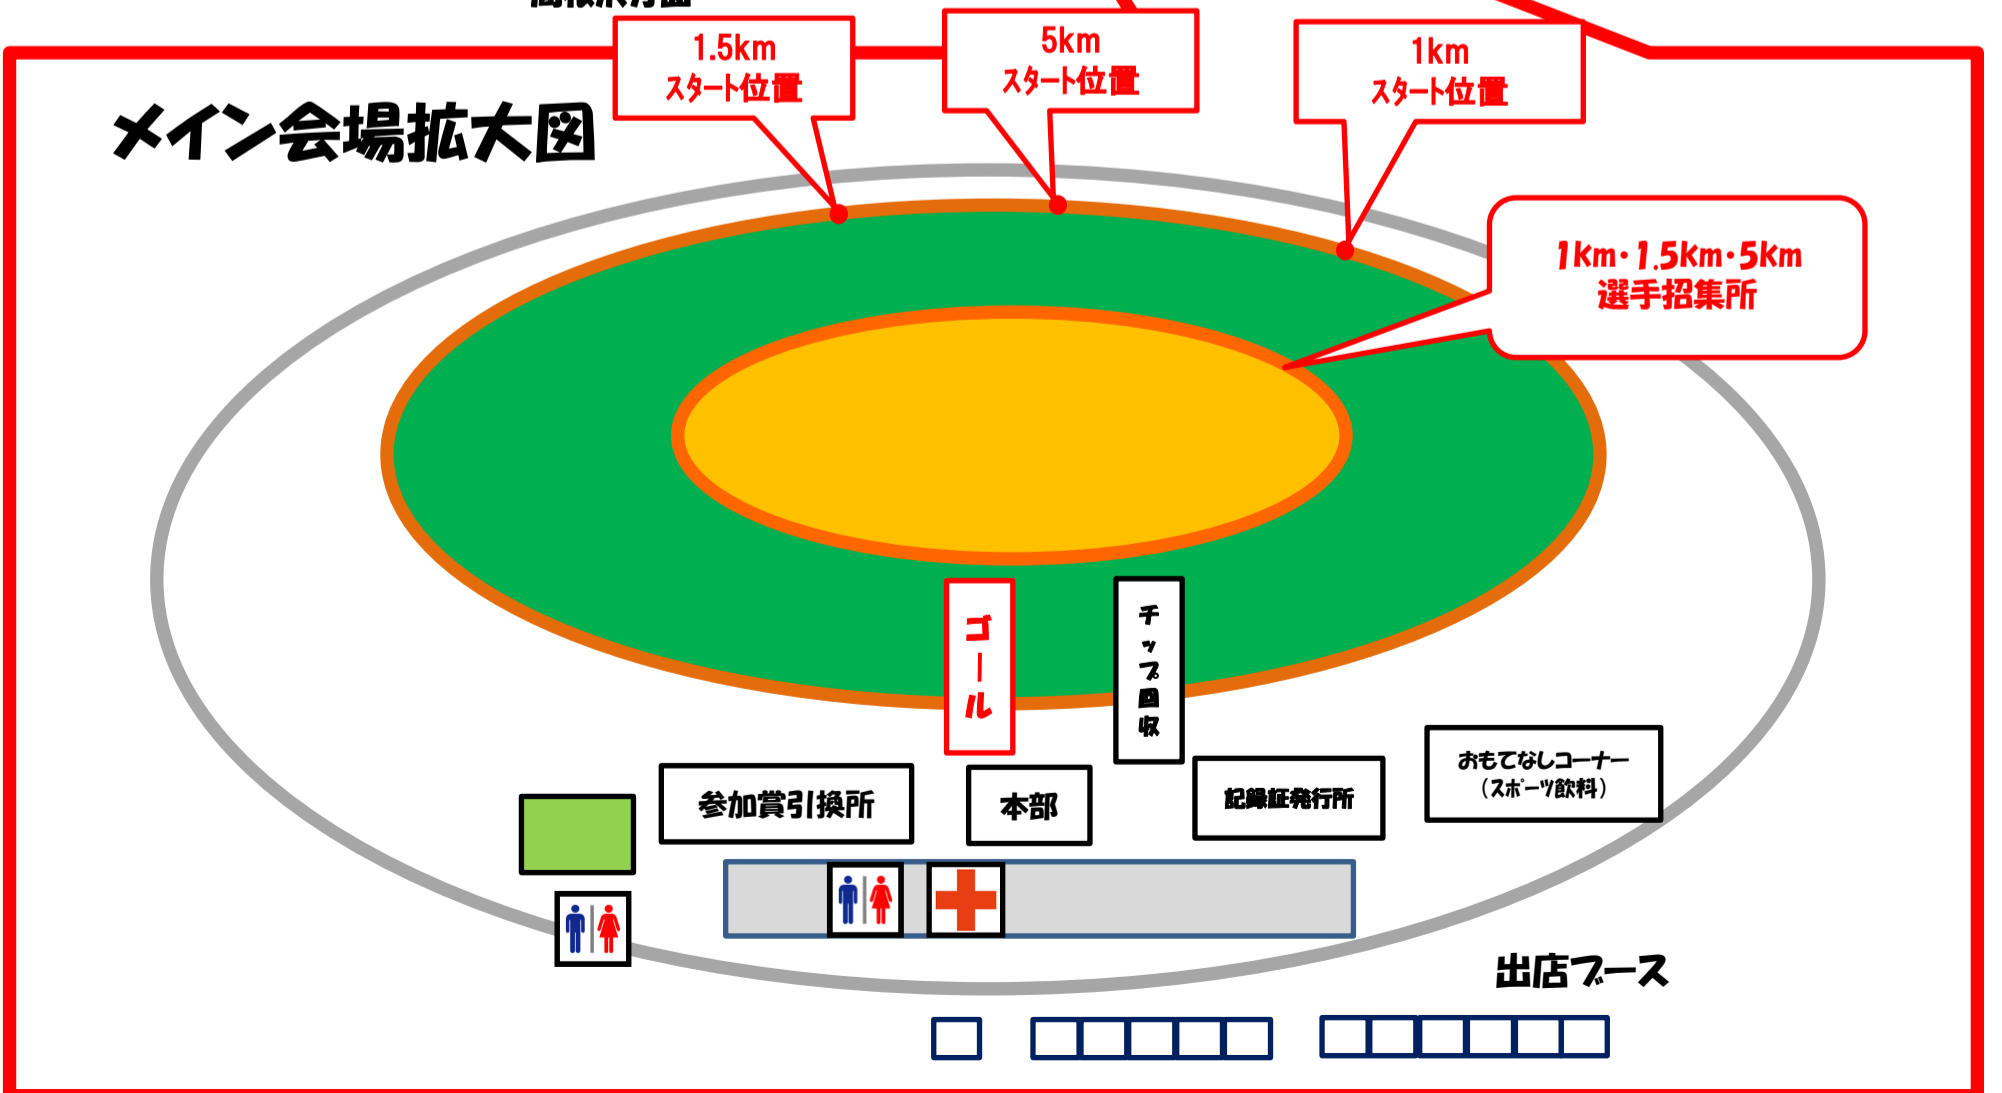 1.5km
スタート位置
5km
スタート位置
1km
スタート位置
メイン会場拡大図
1km・1.5km・5km
選手招集所
ゴール
チップ回収
参加賞引換所
本部
記録証発行所
おもてなしコーナー
（スポーツ飲料）
出店ブース